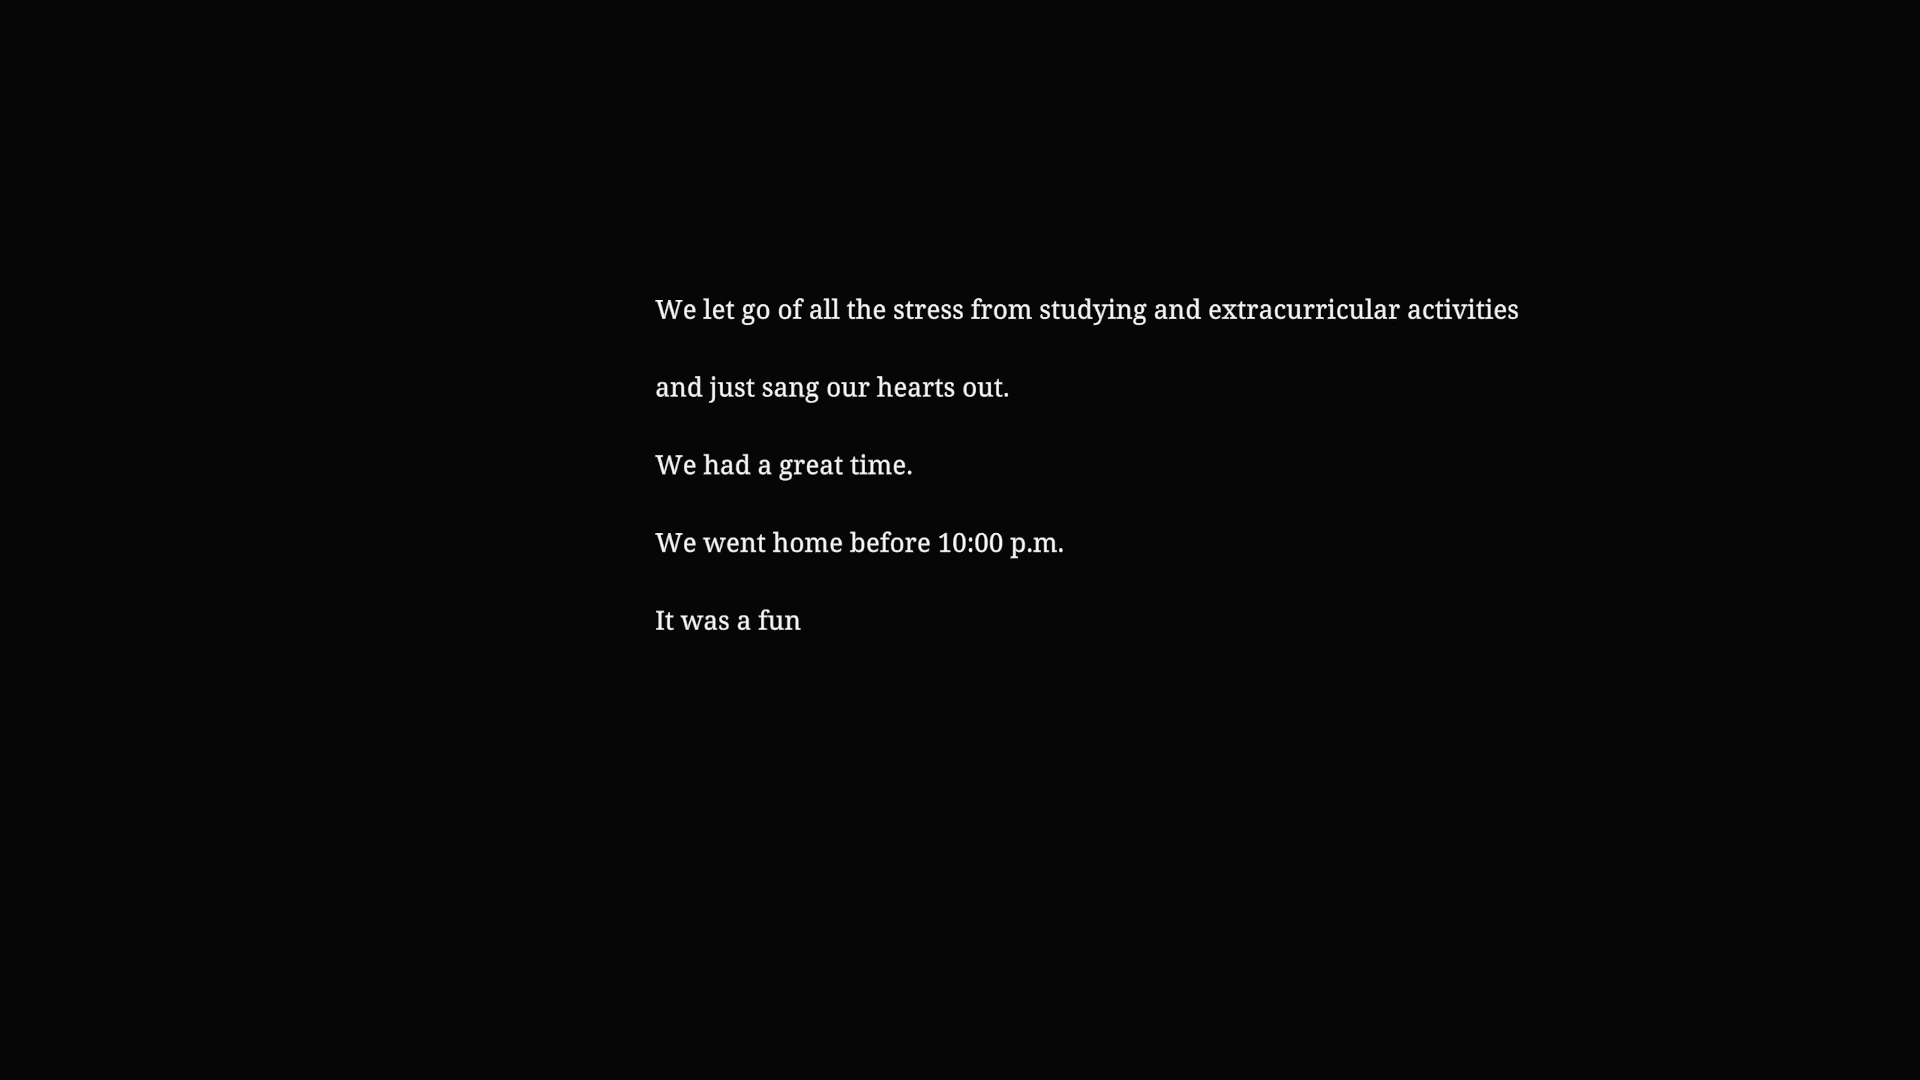 We let go of all the stress from studying and extracurricular activities
and just sang our hearts out.
We had a great time.
We went home before 10:00 p.m.
It was a fun